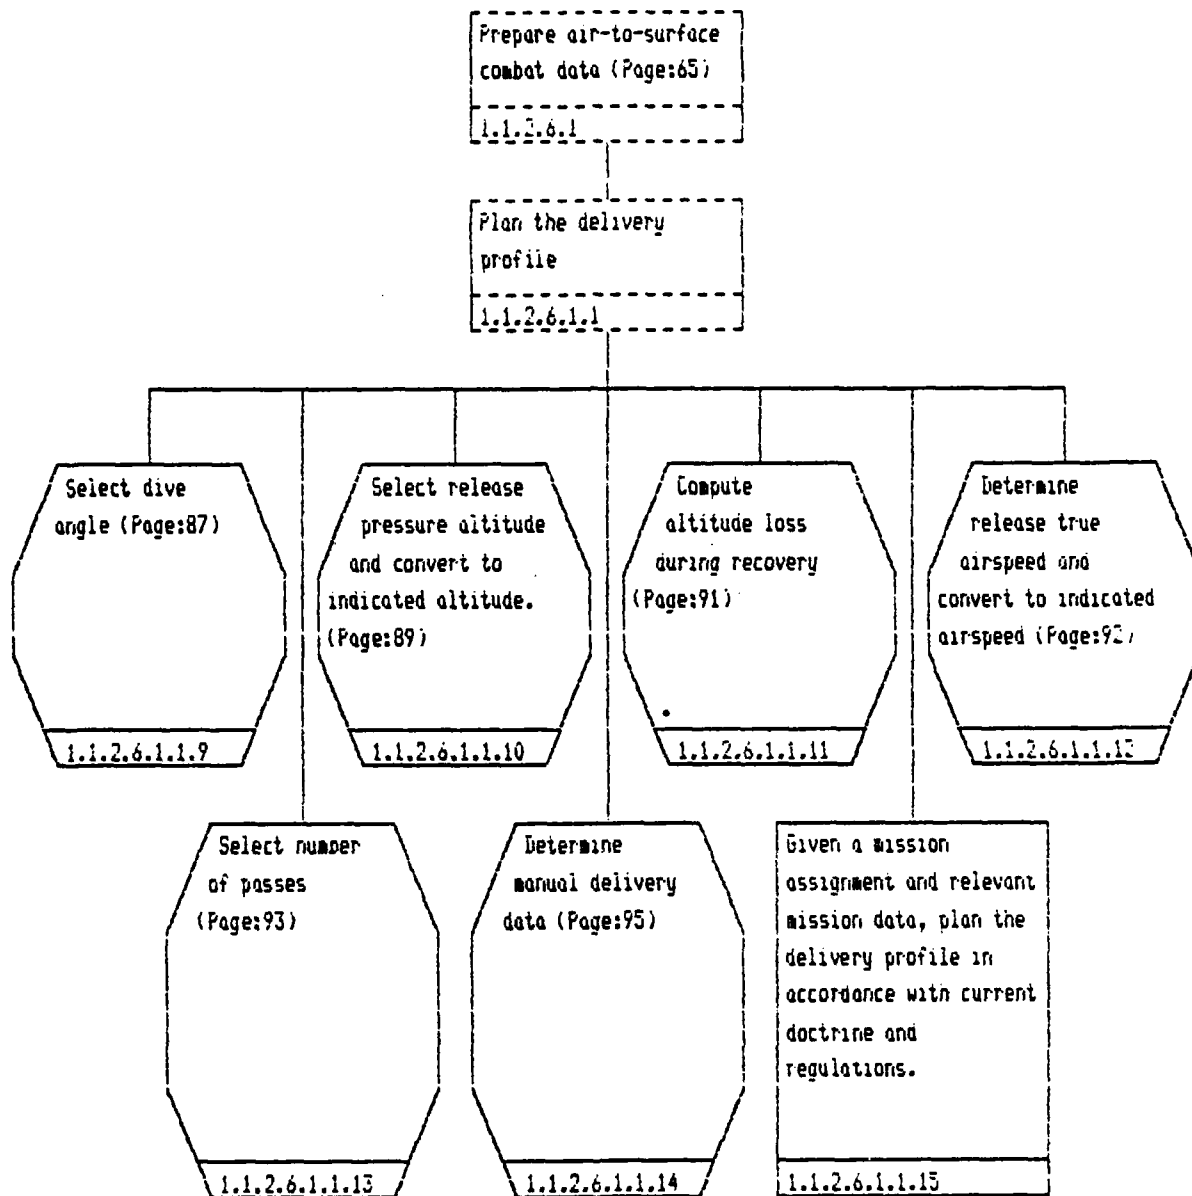 Prepare air-to-surface
combat data (Page:65)
1.1.2.6.1
Plan the delivery
profile
1.1.2.6.1.1
Select dive
angle (Page:87)
1.1.2.6.1.1.9
Select release
pressure altitude
and convert to
indicated altitude.
(Page:89)
1.1.2.6.1.1.10
Compute
altitude loss
during recovery
(Page:91)
1.1.2.6.1.1.11
Determine
release true
airspeed and
convert to indicated
airspeed
Select number
of passes
(Page:93)
1.1.2.6.1.1.13
Determine
manual delivery
data (Page:95)
1.1.2.6.1.1.14
Given a mission
assignment and relevant
mission data, plan the
delivery profile in
accordance with current
doctrine and
regulations.
1.1.2.6.1.1.15